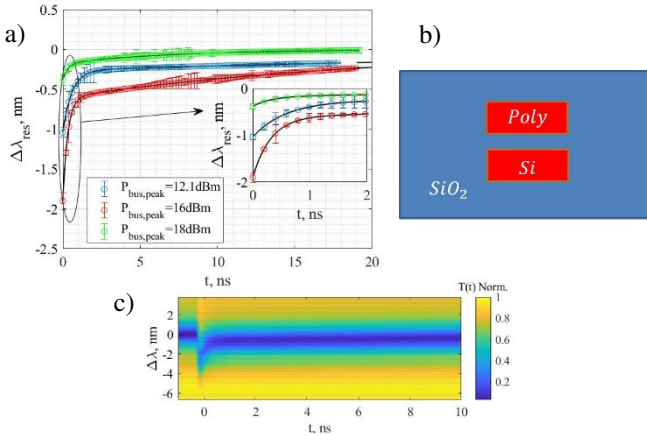 a)
0.5
0
-0.5
-1
-1.5
-2
-2.5
Δλres, nm
0
-1
-2
Δλres, nm
0
1
2
t, ns
P bus,peak =12.1dBm
P bus,peak =16dBm
P bus,peak =18dBm
0
5
10
15
20
t, ns
b)
Poly
Si
SiO2
c)
T(t) Norm.
2
0
-2
-4
-6
Δλ, nm
0
2
4
6
8
10
t, ns
1
0.8
0.6
0.4
0.2